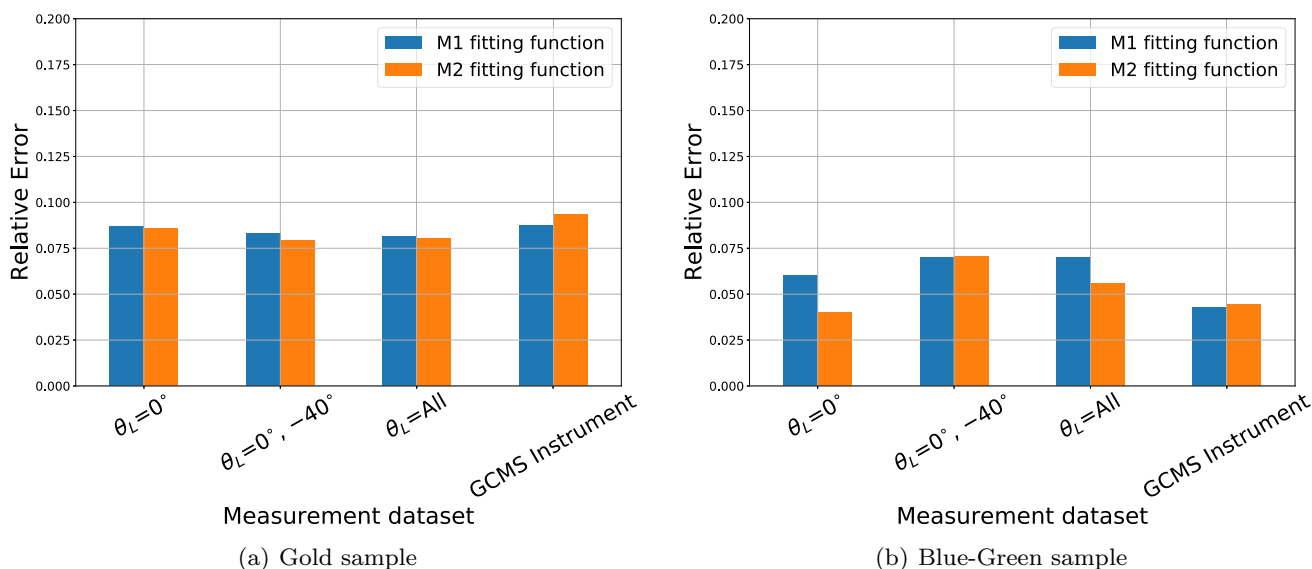 0.200
0.175
0.150
0.125
0.100
0.075
0.050
0.025
0.000
Relative Error
M1 fitting function
M2 fitting function
θL=0°
θL=0°, −40°
θL=All
GCMS Instrument
Measurement dataset
(a) Gold sample
0.200
0.175
0.150
0.125
0.100
0.075
0.050
0.025
0.000
Relative Error
M1 fitting function
M2 fitting function
θL=0°
θL=0°, −40°
θL=All
GCMS Instrument
Measurement dataset
(b) Blue-Green sample